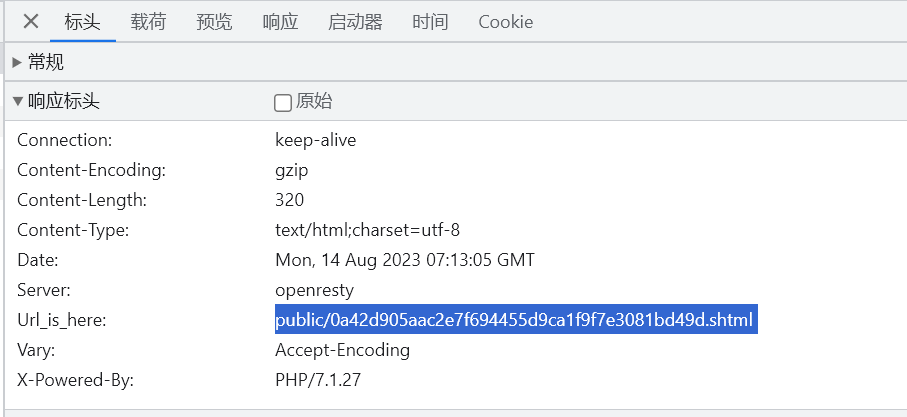 标头 载荷 预览 响应 启动器 时间 Cookie
常规
响应标头 原始
Connection: keep-alive
Content-Encoding: gzip
Content-Length: 320
Content-Type: text/html;charset=utf-8
Date: Mon, 14 Aug 2023 07:13:05 GMT
Server: openresty
Url_is_here: public/0a42d905aac2e7f694455d9ca1f9f7e3081bd49d.shtml
Vary: Accept-Encoding
X-Powered-By: PHP/7.1.27